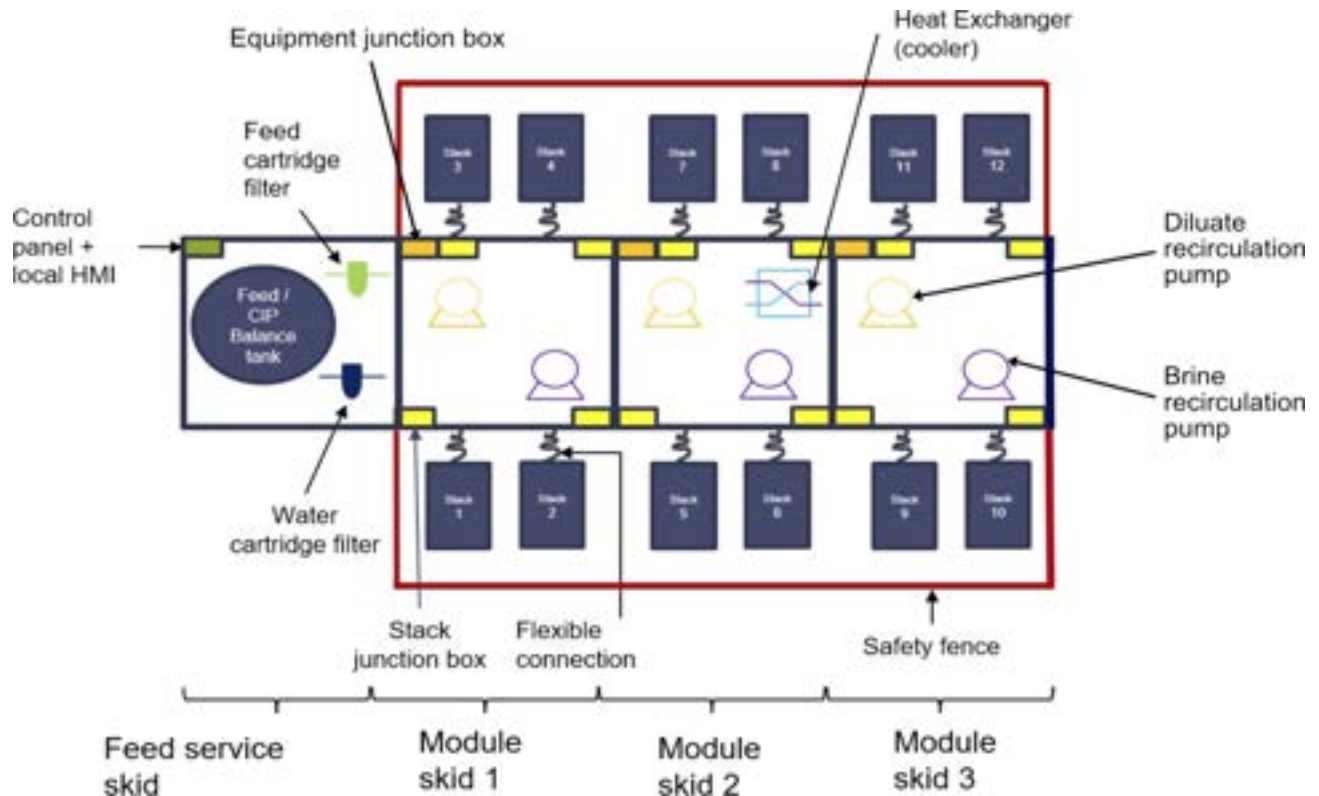 Equipment junction box
Heat Exchanger
(cooler)
Feed
cartridge
filter
Control
panel +
local HMI
Stack
3
Stack
4
Stack
7
Stack
8
Stack
11
Stack
12
Diluate
recirculation
pump
Feed /
CIP
Balance
tank
Brine
recirculation
pump
Water
cartridge filter
Stack
1
Stack
2
Stack
5
Stack
6
Stack
9
Stack
10
Stack
junction box
Flexible
connection
Safety fence
Feed service
skid
Module
skid 1
Module
skid 2
Module
skid 3